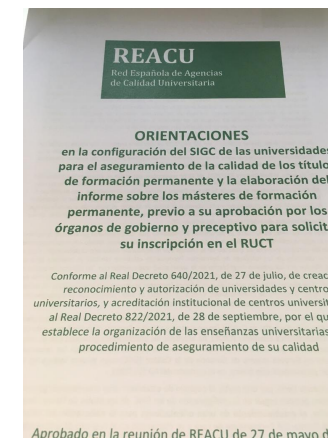 REACU
Red Española de Agencias
de Calidad Universitaria
ORIENTACIONES
en la configuración del SIGC de las universidades
para el aseguramiento de la calidad de los título
de formación permanente y la elaboración del
informe sobre los másteres de formación
permanente, previo a su aprobación por los
órganos de gobierno y preceptivo para solicit
su inscripción en el RUCT
Conforme al Real Decreto 640/2021, de 27 de julio, de creac
reconocimiento y autorización de universidades y centro
universitarios, y acreditación institucional de centros universit
al Real Decreto 822/2021, de 28 de septiembre, por el qu
establece la organización de las enseñanzas universitarias
procedimiento de aseguramiento de su calidad
Aprobado en la reunión de REACU de 27 de mayo d